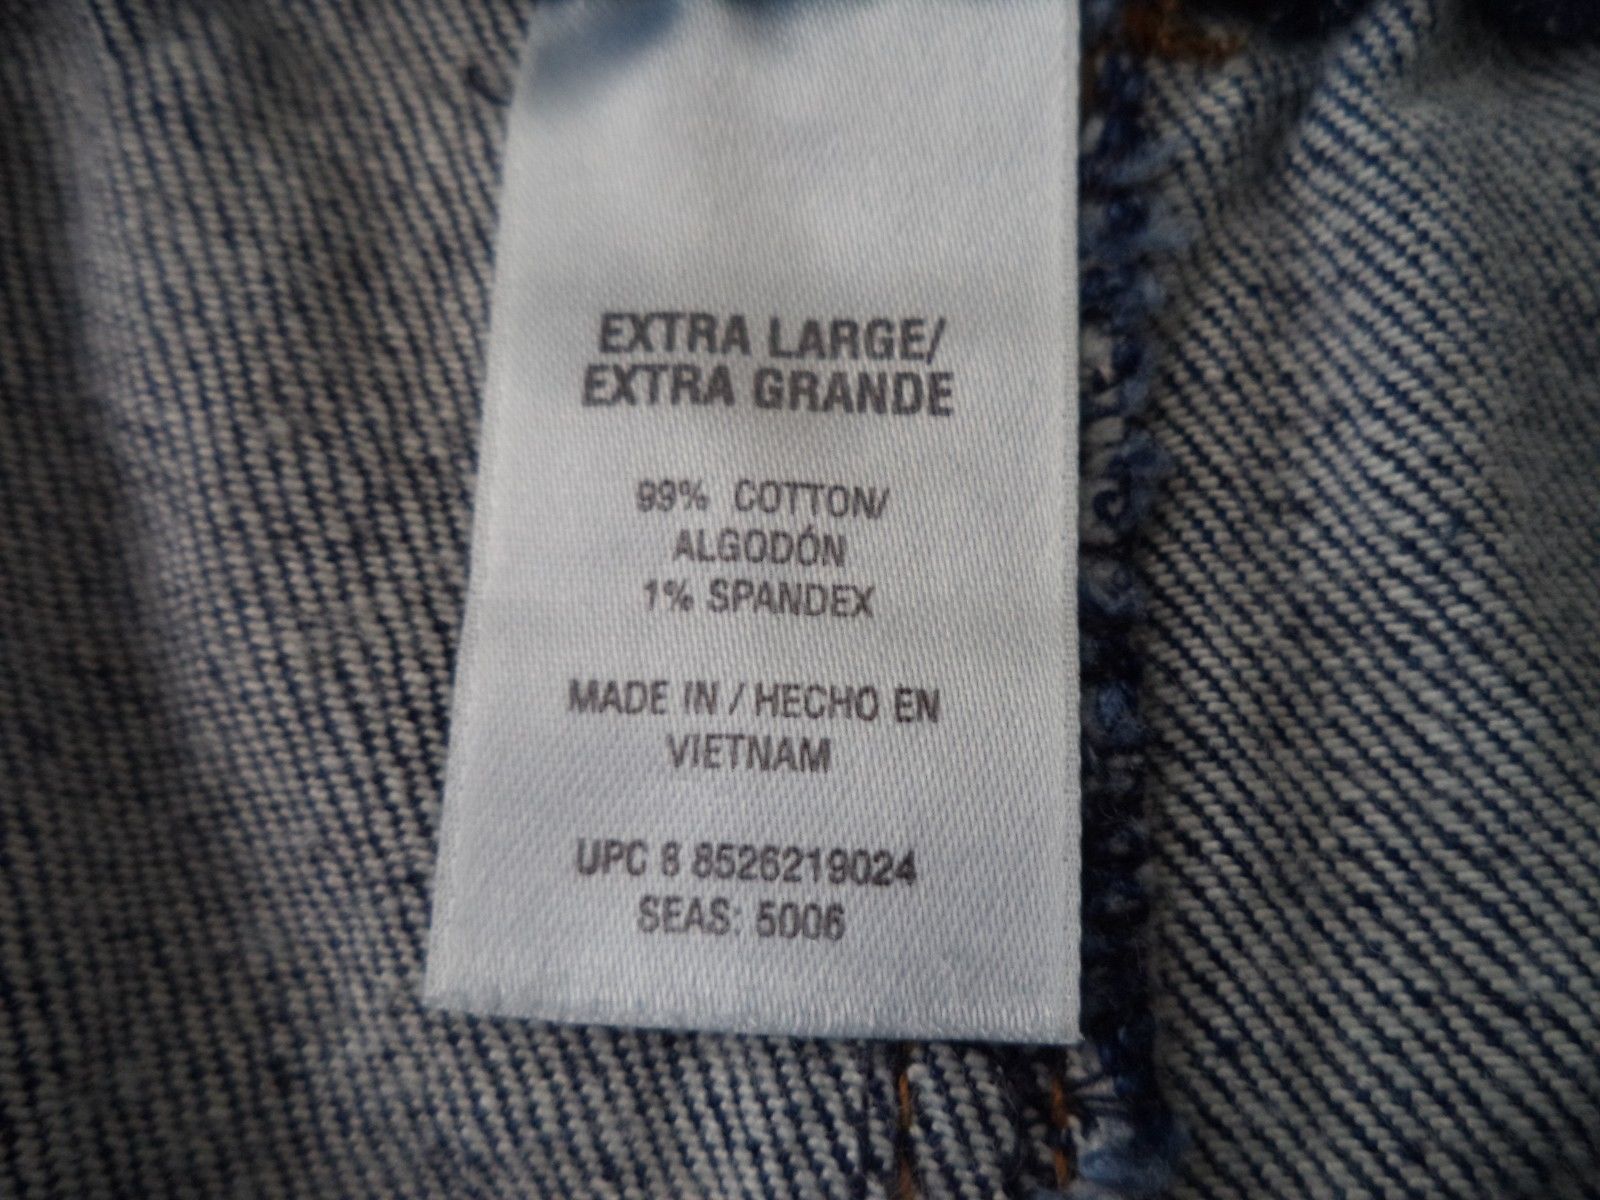 EXTRA LARGE/
EXTRA GRANDE
99% COTTON/
ALGODÓN
1% SPANDEX
MADE IN / HECHO EN
VIETNAM
UPC 8 8526219024
SEAS: 5006